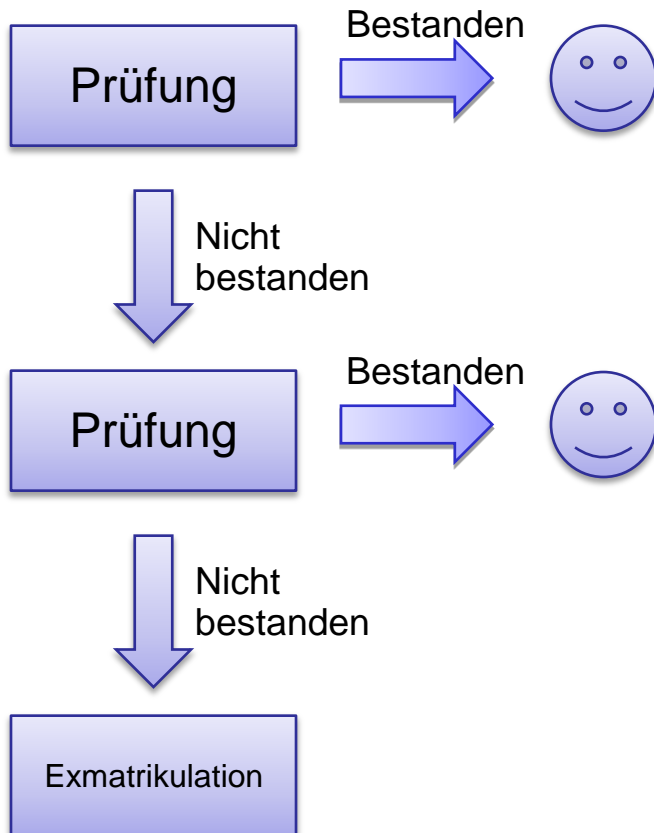 Bestanden
Prüfung
Nicht
bestanden
Bestanden
Prüfung
Nicht
bestanden
Exmatrikulation